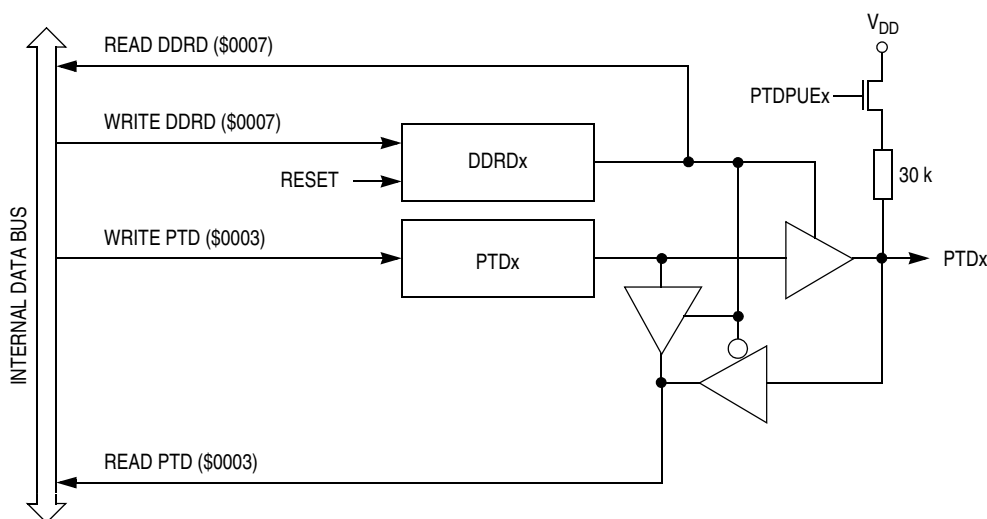 VDD
READ DDRD ($0007)
PTDPUEx
WRITE DDRD ($0007)
DDRDx
RESET
30 k
INTERNAL DATA BUS
WRITE PTD ($0003)
PTDx
PTDx
READ PTD ($0003)